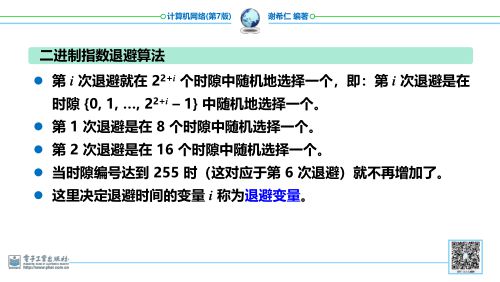 计算机网络(第7版)
谢希仁 编著
二进制指数退避算法
● 第 i 次退避就在 2²⁺ⁱ 个时隙中随机地选择一个，即：第 i 次退避是在
时隙 {0, 1, …, 2²⁺ⁱ – 1} 中随机地选择一个。
● 第 1 次退避是在 8 个时隙中随机选择一个。
● 第 2 次退避是在 16 个时隙中随机选择一个。
● 当时隙编号达到 255 时（这对应于第 6 次退避）就不再增加了。
● 这里决定退避时间的变量 i 称为退避变量。
电子工业出版社
http://www.phei.com.cn